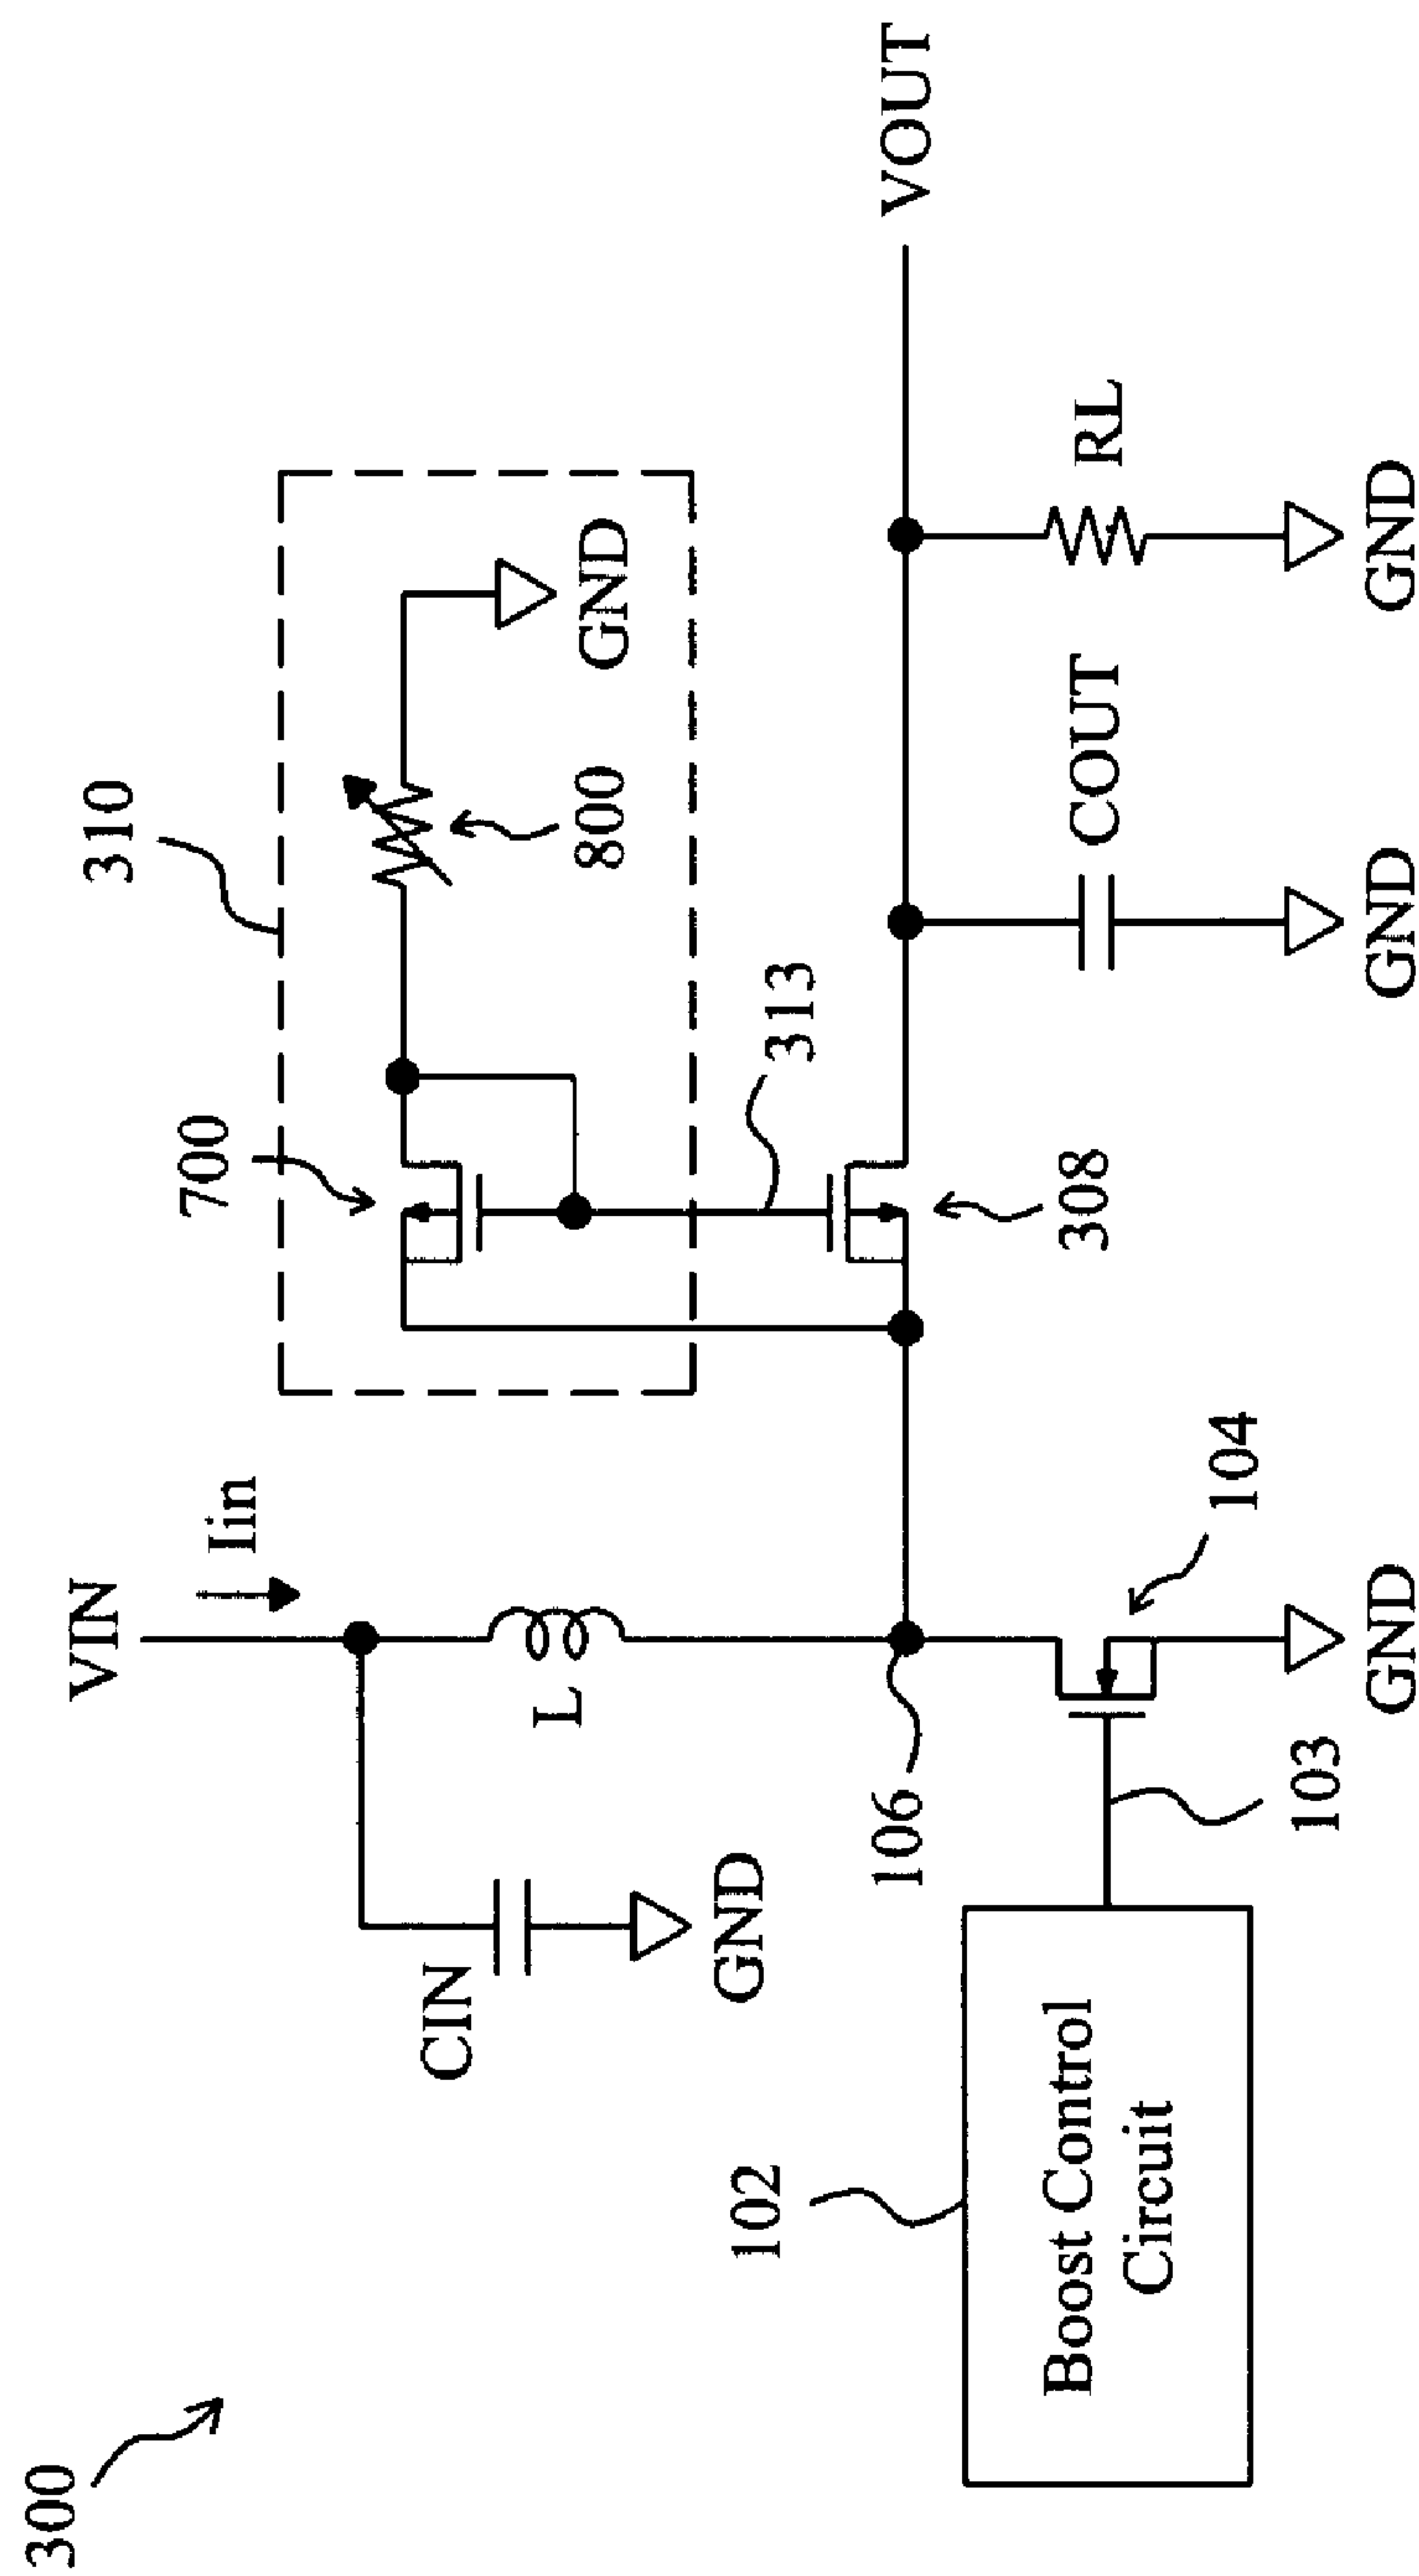 300
VIN
Iin
310
700
800
GND
CIN
L
GND
313
VOUT
106
308
COUT
RL
102
Boost Control
Circuit
103
104
GND
GND
GND